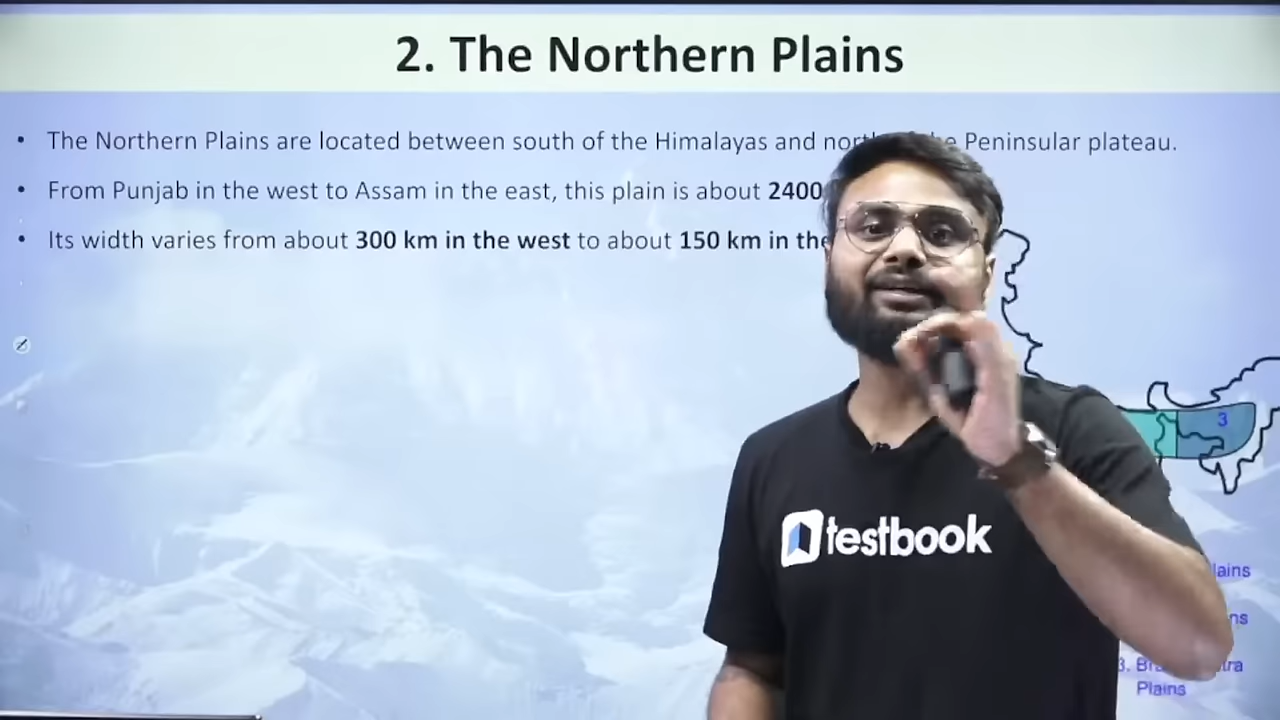 2. The Northern Plains
• The Northern Plains are located between south of the Himalayas and Peninsular plateau.
• From Punjab in the west to Assam in the east, this plain is about 2400
• Its width varies from about 300 km in the west to about 150 km in the
3
testbook
Plains